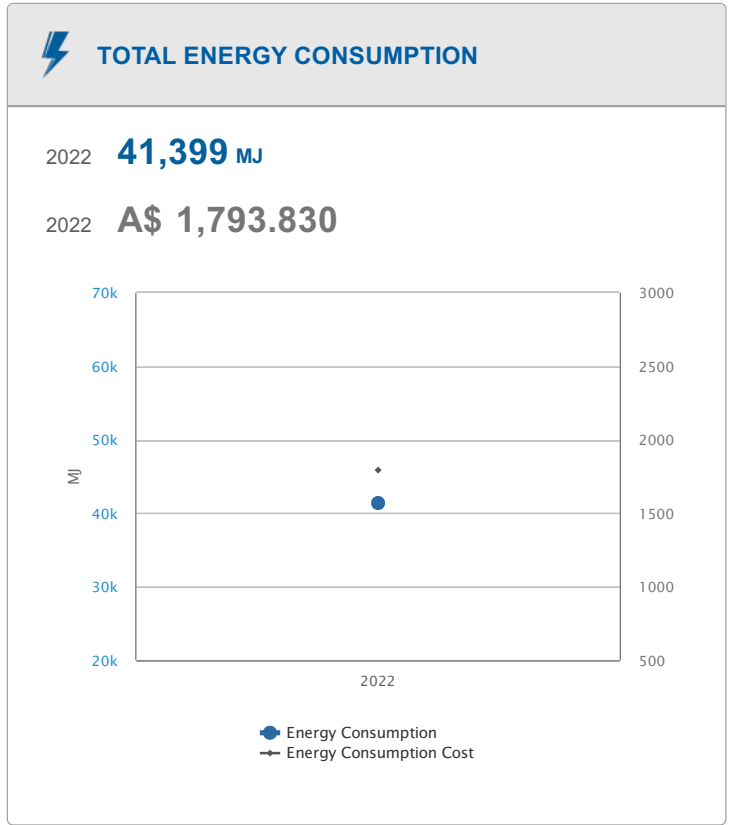 TOTAL ENERGY CONSUMPTION
2022 41,399 MJ
2022 A$ 1,793.830
70k 3000
60k 2500
50k 2000
MJ
40k 1500
30k 1000
20k 500
2022
Energy Consumption
Energy Consumption Cost